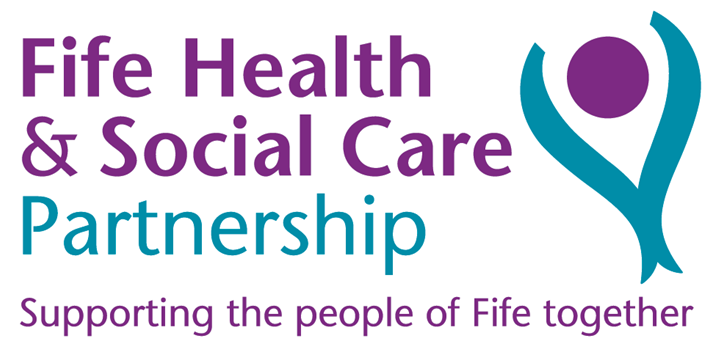 Fife Health
& Social Care
Partnership
Supporting the people of Fife together